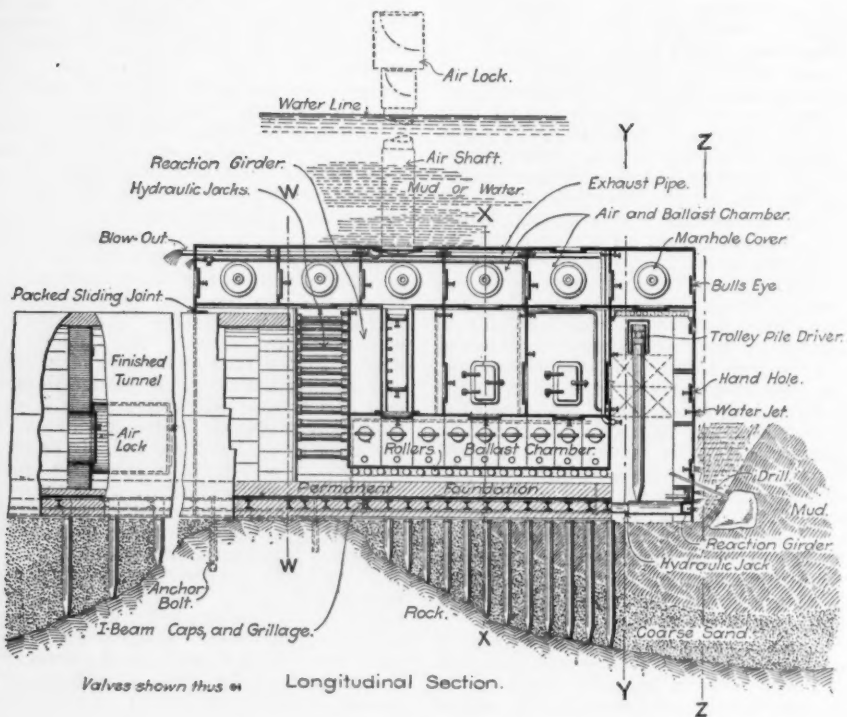 Air Lock.
Water Line
Y
Z
Reaction Girder.
Air Shaft.
Hydraulic Jacks.
W
Mud or Water.
X
Exhaust Pipe.
Air and Ballast Chamber.
Blow-Out
Manhole Cover
Packed Sliding Joint
Bulls Eye
Trolley Pile Driver.
Finished
Tunnel
Hand Hole.
Water Jet.
Air
Lock
Rollers
Ballast Chamber.
Drill.
Permanent Foundation
Mud.
Reaction Girder
Hydraulic Jack
W
Anchor
Bolt.
Rock.
I-Beam Caps, and Grillage.
X
Coarse Sand.
Valves shown thus
Longitudinal Section.
Y
Z